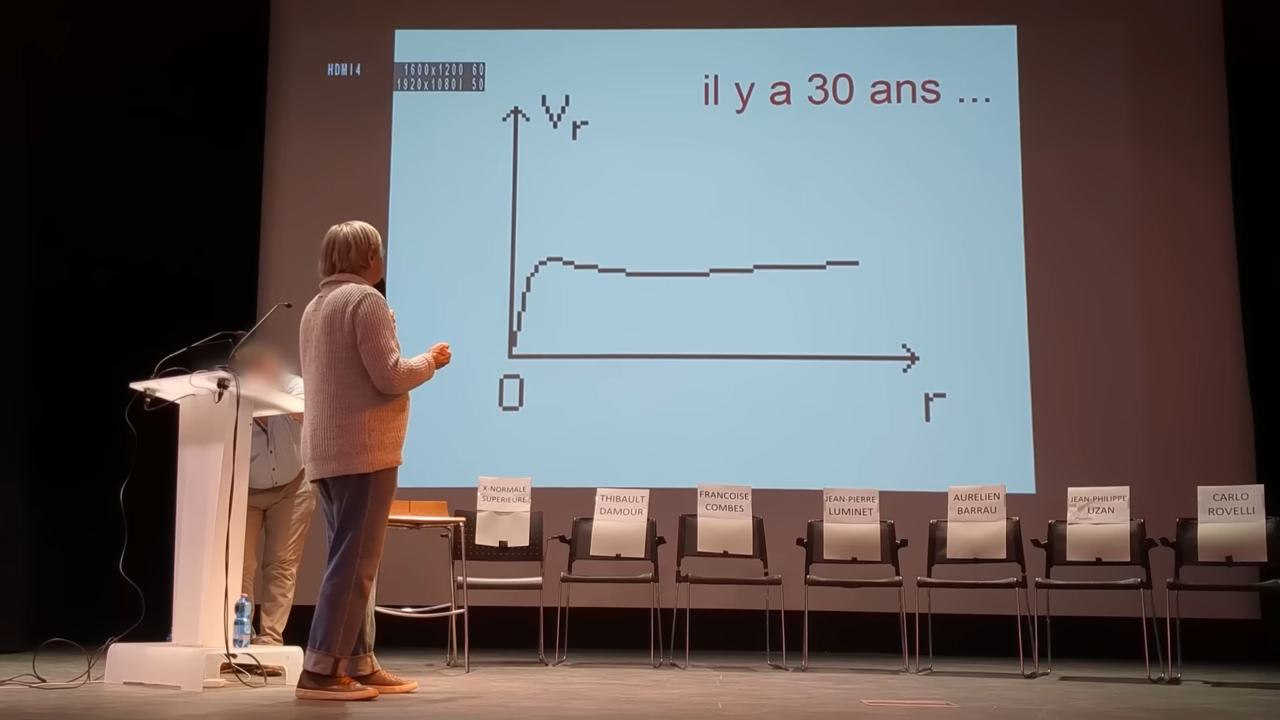 HDMI4
1600x1200 60
1920x1080I 50
il y a 30 ans ...
Vr
0
r
X-NORMALE
SUPERIEURE
THIBAULT
DAMOUR
FRANCOISE
COMBES
JEAN-PIERRE
LUMINET
AURELIEN
BARRAU
JEAN-PHILIPPE
UZAN
CARLO
ROVELLI